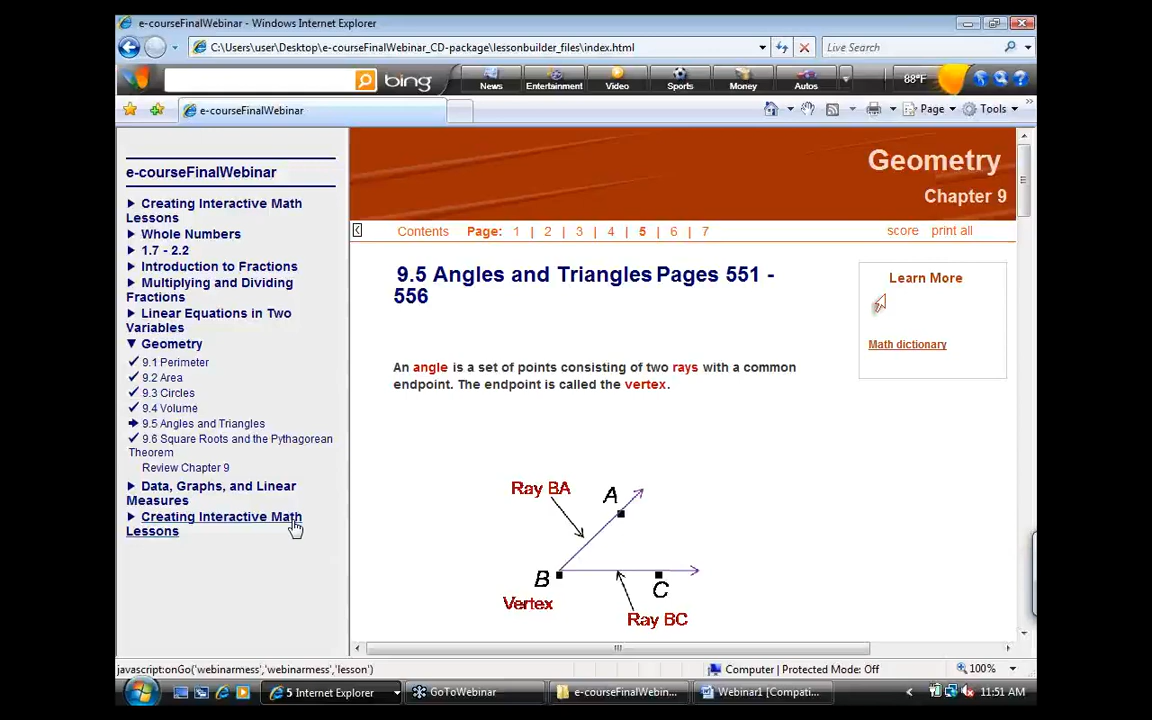 e-courseFinalWebinar - Windows Internet Explorer
C:\Users\user\Desktop\e-courseFinalWebinar_CD-package\lessonbuilder_files\index.html
Live Search
bing
News
Entertainment
Video
Sports
Money
Autos
88°F
e-courseFinalWebinar
Page
Tools
e-courseFinalWebinar
Creating Interactive Math
Lessons
Whole Numbers
1.7 - 2.2
Introduction to Fractions
Multiplying and Dividing
Fractions
Linear Equations in Two
Variables
Geometry
9.1 Perimeter
9.2 Area
9.3 Circles
9.4 Volume
9.5 Angles and Triangles
9.6 Square Roots and the Pythagorean
Theorem
Review Chapter 9
Data, Graphs, and Linear
Measures
Creating Interactive Math
Lessons
Geometry
Chapter 9
Contents Page: 1 | 2 | 3 | 4 | 5 | 6 | 7
score print all
9.5 Angles and Triangles Pages 551 -
556
Learn More
Math dictionary
An angle is a set of points consisting of two rays with a common
endpoint. The endpoint is called the vertex.
Ray BA
A
B
C
Vertex
Ray BC
javascript:onGo('webinarmess','webinarmess','lesson')
Computer | Protected Mode: Off
100%
5 Internet Explorer
GoToWebinar
e-courseFinalWebin...
Webinar1 [Compati...
11:51 AM